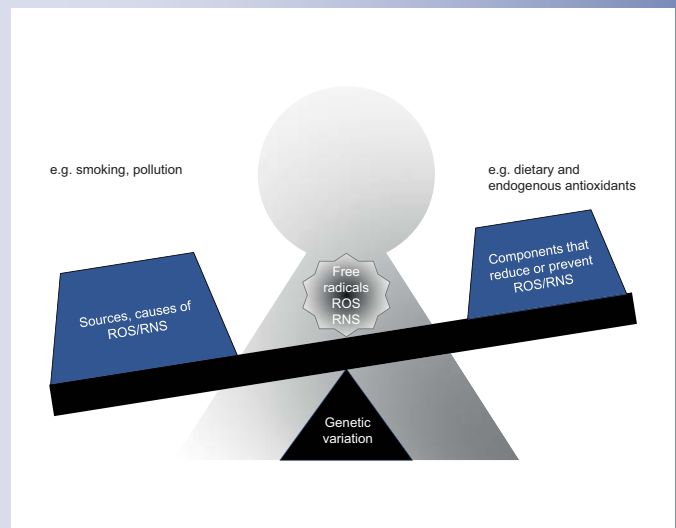 e.g. smoking, pollution
e.g. dietary and
endogenous antioxidants
Sources, causes of
ROS/RNS
Free
radicals
ROS
RNS
Components that
reduce or prevent
ROS/RNS
Genetic
variation